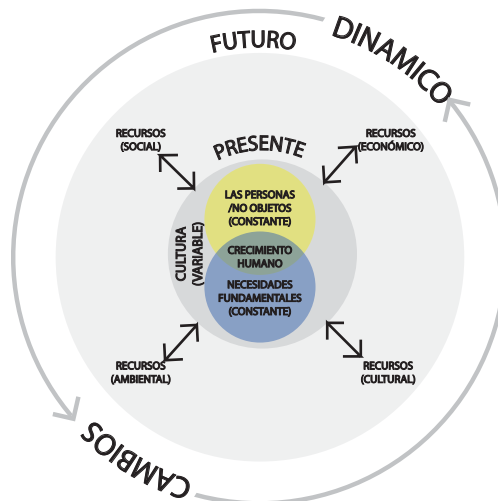 DINAMICO
FUTURO
RECURSOS
(SOCIAL)
RECURSOS
(ECONÓMICO)
PRESENTE
LAS PERSONAS
/NO OBJETOS
(CONSTANTE)
CULTURA
(VARIABLE)
CRECIMIENTO
HUMANO
NECESIDADES
FUNDAMENTALES
(CONSTANTE)
RECURSOS
(AMBIENTAL)
RECURSOS
(CULTURAL)
CAMBIOS